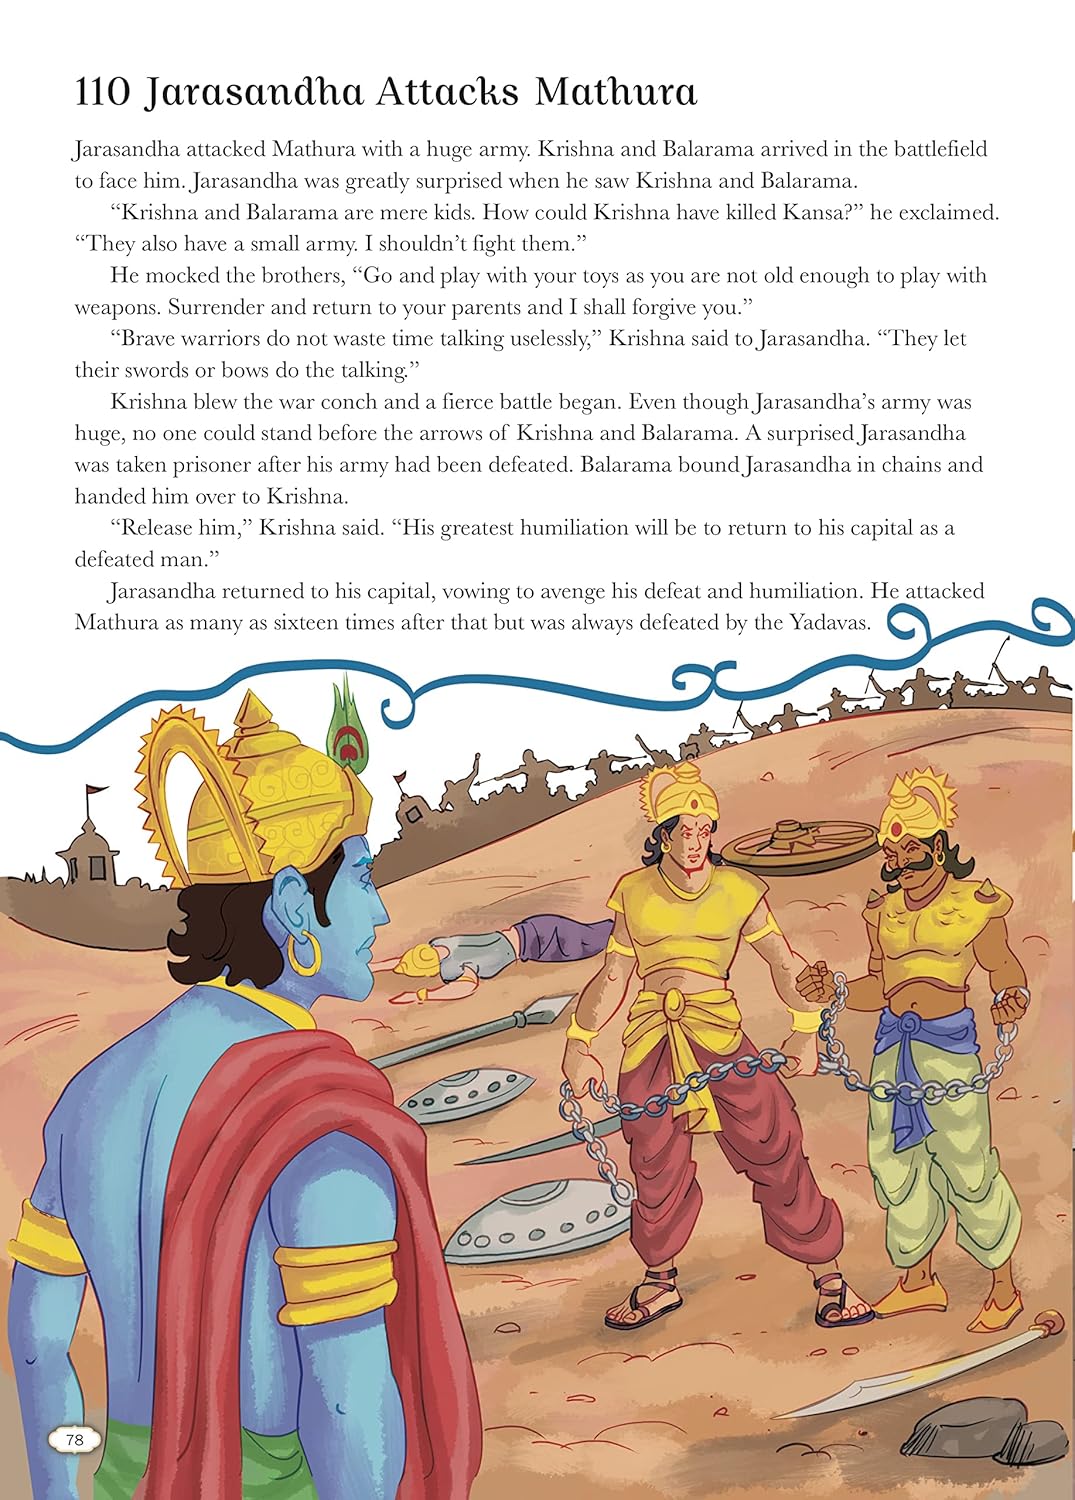 110 Jarasandha Attacks Mathura
Jarasandha attacked Mathura with a huge army. Krishna and Balarama arrived in the battlefield
to face him. Jarasandha was greatly surprised when he saw Krishna and Balarama.
“Krishna and Balarama are mere kids. How could Krishna have killed Kansa?” he exclaimed.
“They also have a small army. I shouldn’t fight them.”
He mocked the brothers, “Go and play with your toys as you are not old enough to play with
weapons. Surrender and return to your parents and I shall forgive you.”
“Brave warriors do not waste time talking uselessly,” Krishna said to Jarasandha. “They let
their swords or bows do the talking.”
Krishna blew the war conch and a fierce battle began. Even though Jarasandha’s army was
huge, no one could stand before the arrows of Krishna and Balarama. A surprised Jarasandha
was taken prisoner after his army had been defeated. Balarama bound Jarasandha in chains and
handed him over to Krishna.
“Release him,” Krishna said. “His greatest humiliation will be to return to his capital as a
defeated man.”
Jarasandha returned to his capital, vowing to avenge his defeat and humiliation. He attacked
Mathura as many as sixteen times after that but was always defeated by the Yadavas.
78